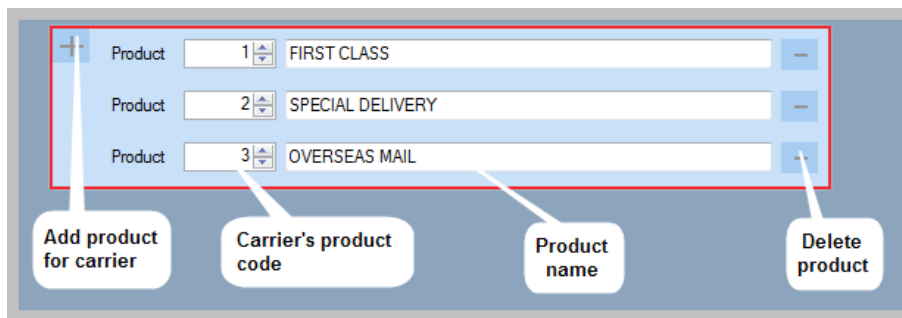 + Product 1 FIRST CLASS −
Product 2 SPECIAL DELIVERY −
Product 3 OVERSEAS MAIL −
Add product
for carrier
Carrier's product
code
Product
name
Delete
product